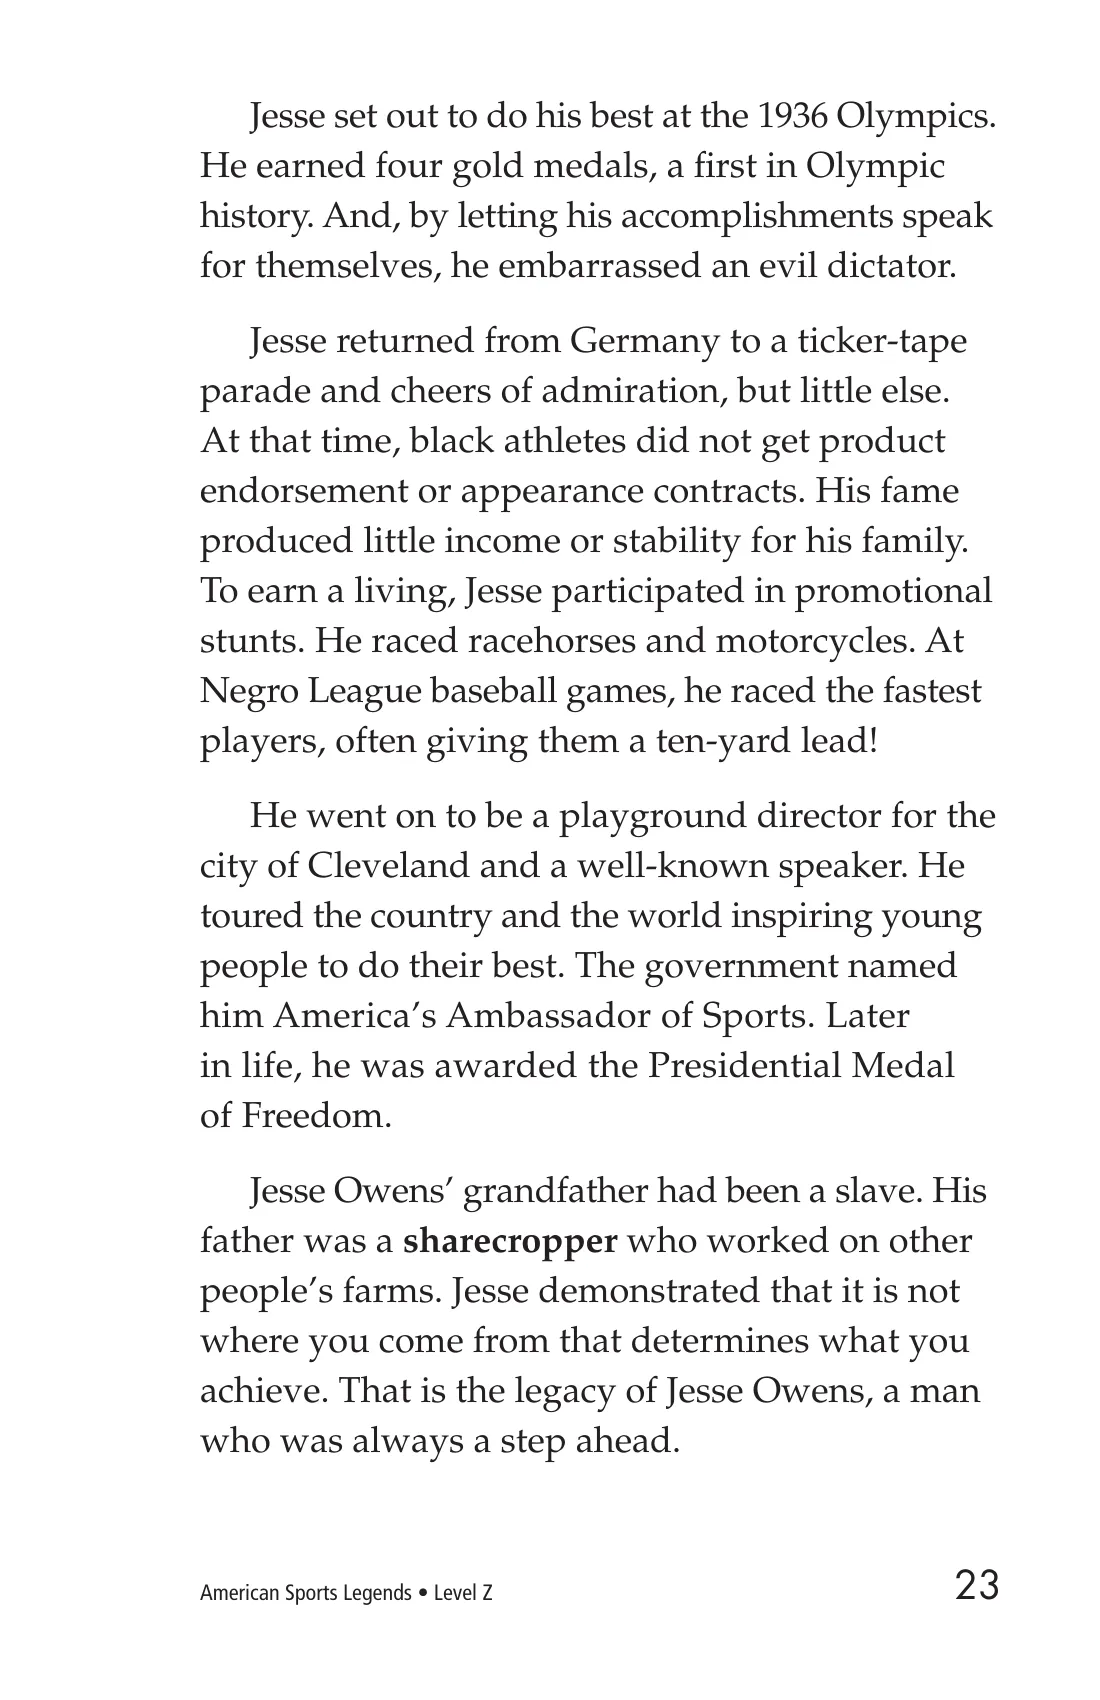 Jesse set out to do his best at the 1936 Olympics.
He earned four gold medals, a first in Olympic
history. And, by letting his accomplishments speak
for themselves, he embarrassed an evil dictator.
Jesse returned from Germany to a ticker-tape
parade and cheers of admiration, but little else.
At that time, black athletes did not get product
endorsement or appearance contracts. His fame
produced little income or stability for his family.
To earn a living, Jesse participated in promotional
stunts. He raced racehorses and motorcycles. At
Negro League baseball games, he raced the fastest
players, often giving them a ten-yard lead!
He went on to be a playground director for the
city of Cleveland and a well-known speaker. He
toured the country and the world inspiring young
people to do their best. The government named
him America’s Ambassador of Sports. Later
in life, he was awarded the Presidential Medal
of Freedom.
Jesse Owens’ grandfather had been a slave. His
father was a sharecropper who worked on other
people’s farms. Jesse demonstrated that it is not
where you come from that determines what you
achieve. That is the legacy of Jesse Owens, a man
who was always a step ahead.
American Sports Legends • Level Z
23